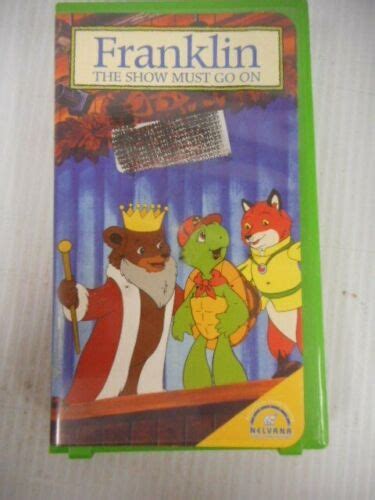 Franklin
THE SHOW MUST GO ON
NELVANA